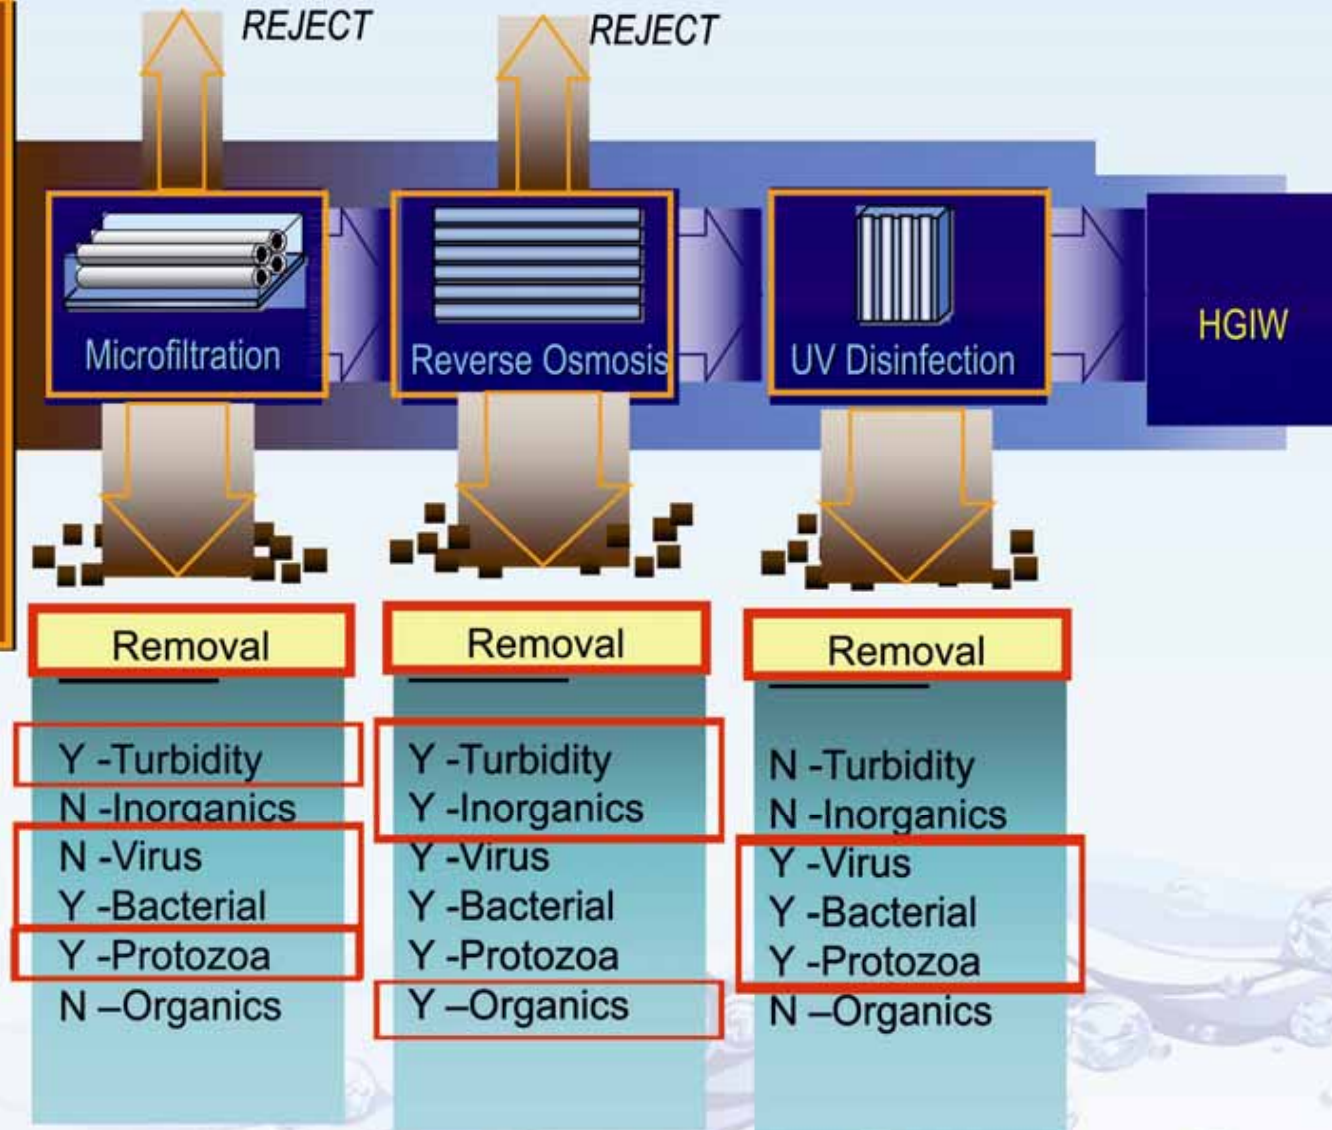 REJECT
REJECT
Microfiltration
Reverse Osmosis
UV Disinfection
HGIW
Removal
Y -Turbidity
N -Inorganics
N -Virus
Y -Bacterial
Y -Protozoa
N –Organics
Removal
Y -Turbidity
Y -Inorganics
Y -Virus
Y -Bacterial
Y -Protozoa
Y –Organics
Removal
N -Turbidity
N -Inorganics
Y -Virus
Y -Bacterial
Y -Protozoa
N –Organics